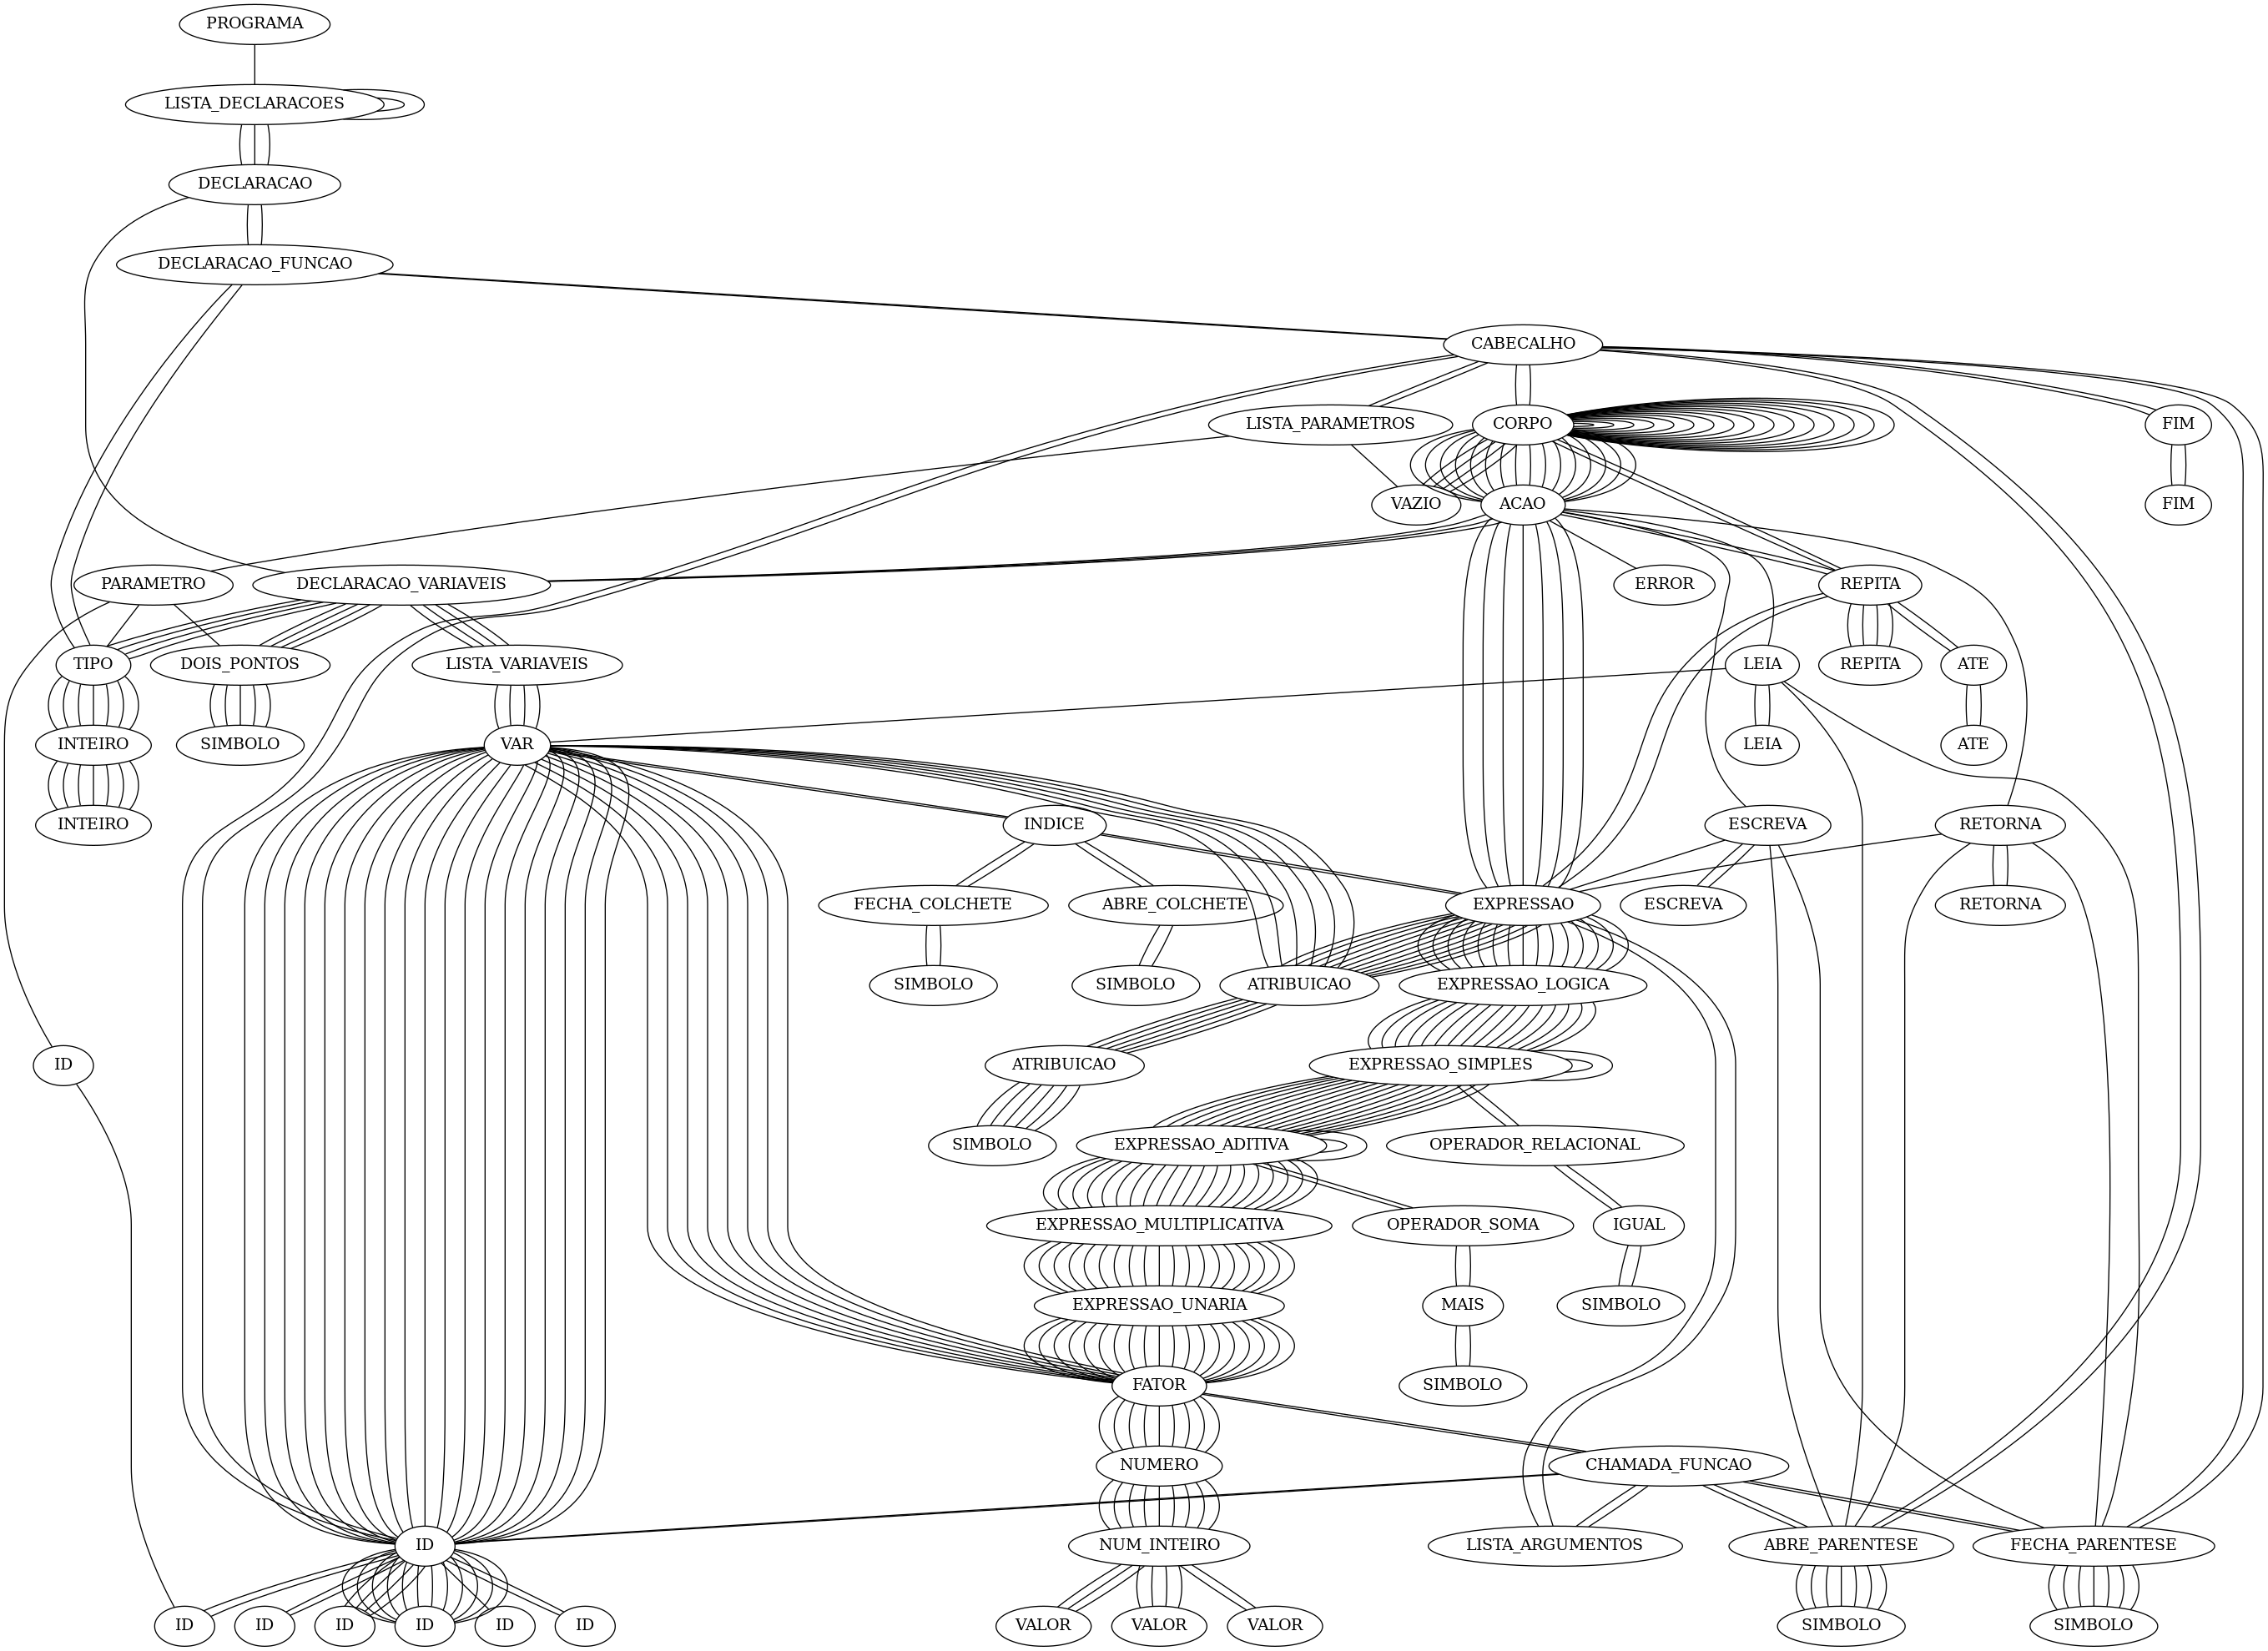 PROGRAMA
LISTA_DECLARACOES
DECLARACAO
DECLARACAO_FUNCAO
CABECALHO
LISTA_PARAMETROS
CORPO
FIM
VAZIO
ACAO
FIM
PARAMETRO
DECLARACAO_VARIAVEIS
ERROR
REPITA
TIPO
DOIS_PONTOS
LISTA_VARIAVEIS
LEIA
REPITA
ATE
INTEIRO
SIMBOLO
VAR
LEIA
ATE
INTEIRO
INDICE
ESCREVA
RETORNA
FECHA_COLCHETE
ABRE_COLCHETE
EXPRESSAO
ESCREVA
RETORNA
SIMBOLO
SIMBOLO
ATRIBUICAO
EXPRESSAO_LOGICA
ID
ATRIBUICAO
EXPRESSAO_SIMPLES
SIMBOLO
EXPRESSAO_ADITIVA
OPERADOR_RELACIONAL
EXPRESSAO_MULTIPLICATIVA
OPERADOR_SOMA
IGUAL
EXPRESSAO_UNARIA
MAIS
SIMBOLO
FATOR
SIMBOLO
NUMERO
CHAMADA_FUNCAO
ID
NUM_INTEIRO
LISTA_ARGUMENTOS
ABRE_PARENTESE
FECHA_PARENTESE
ID
ID
ID
ID
ID
ID
VALOR
VALOR
VALOR
SIMBOLO
SIMBOLO